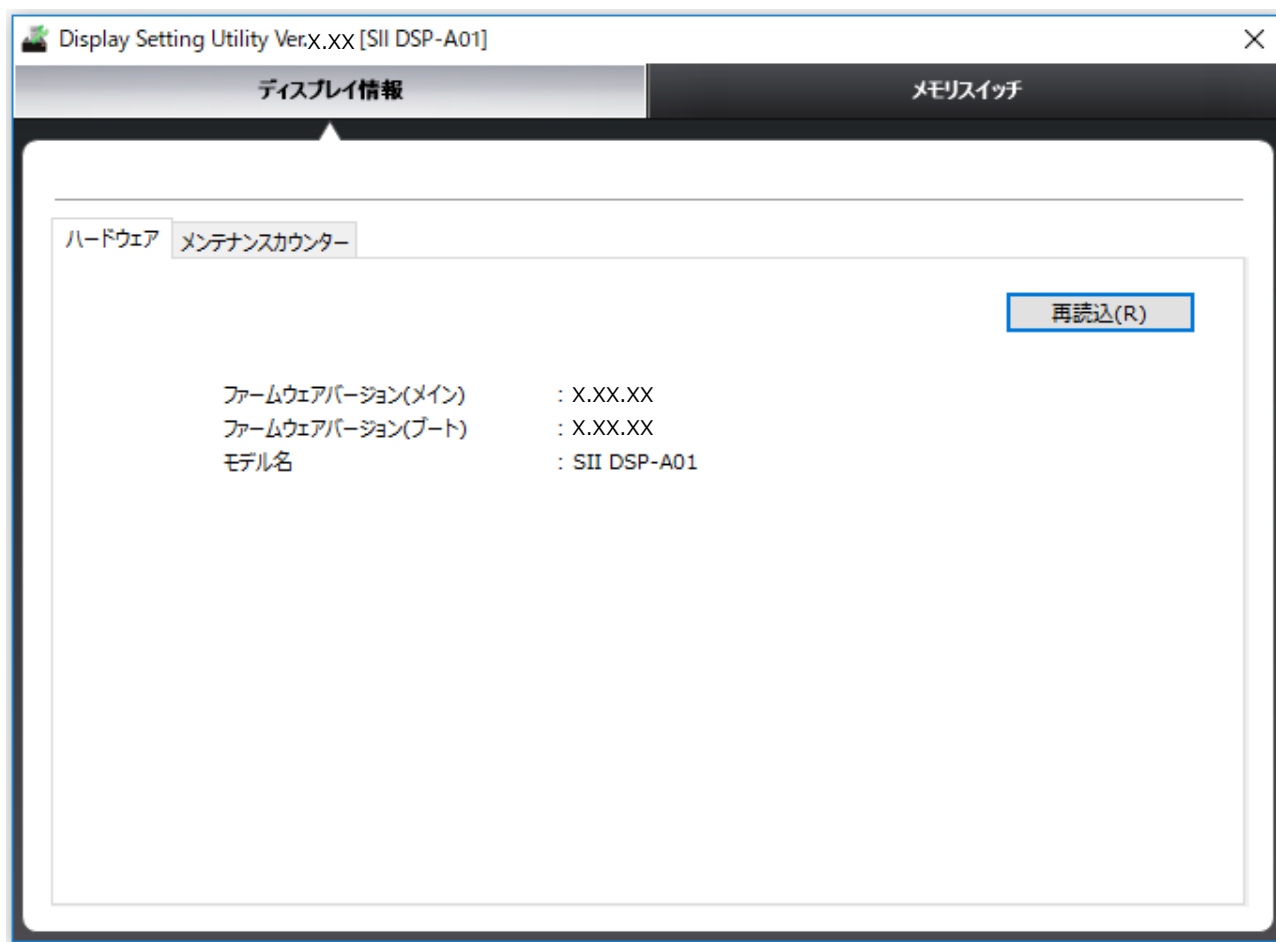 Display Setting Utility Ver.X.XX [SII DSP-A01]
ディスプレイ情報
メモリスイッチ
ハードウェア
メンテナンスカウンター
再読込(R)
ファームウェアバージョン(メイン) : X.XX.XX
ファームウェアバージョン(ブート) : X.XX.XX
モデル名 : SII DSP-A01